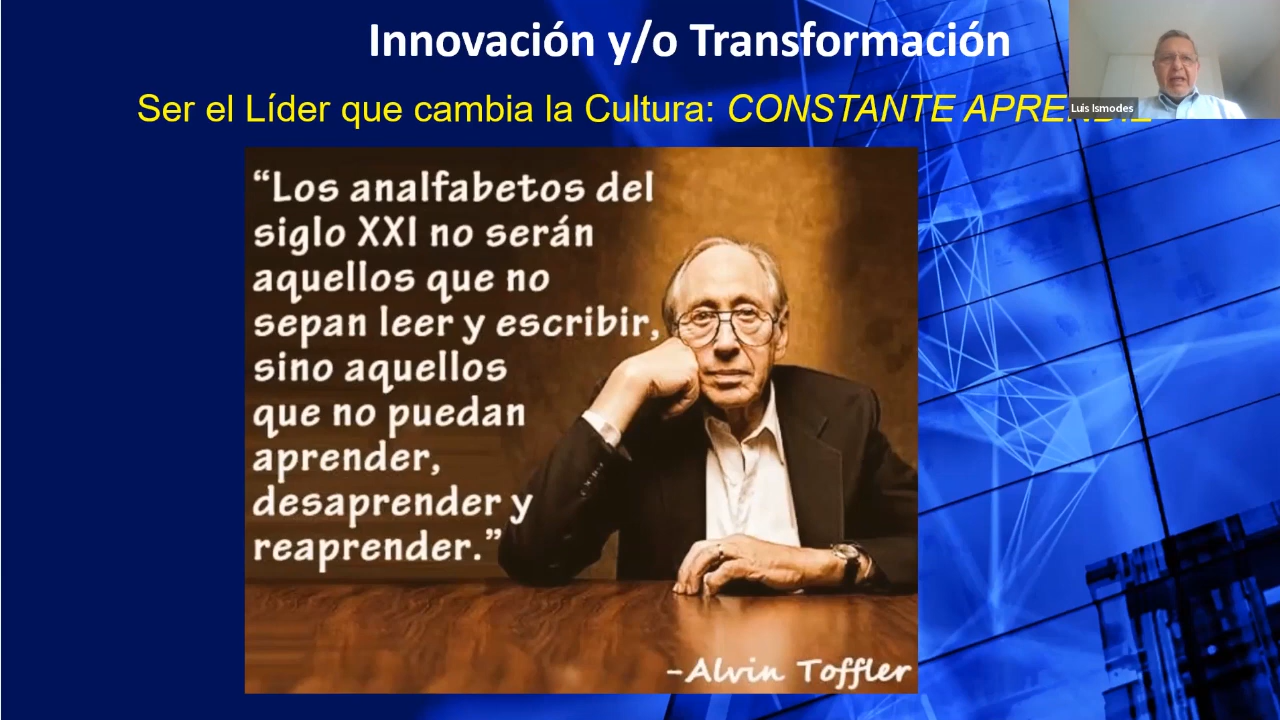 Innovación y/o Transformación
Ser el Líder que cambia la Cultura: CONSTANTE
Luis Ismodes
“Los analfabetos del
siglo XXI no serán
aquellos que no
sepan leer y escribir,
sino aquellos
que no puedan
aprender,
desaprender y
reaprender.”
-Alvin Toffler